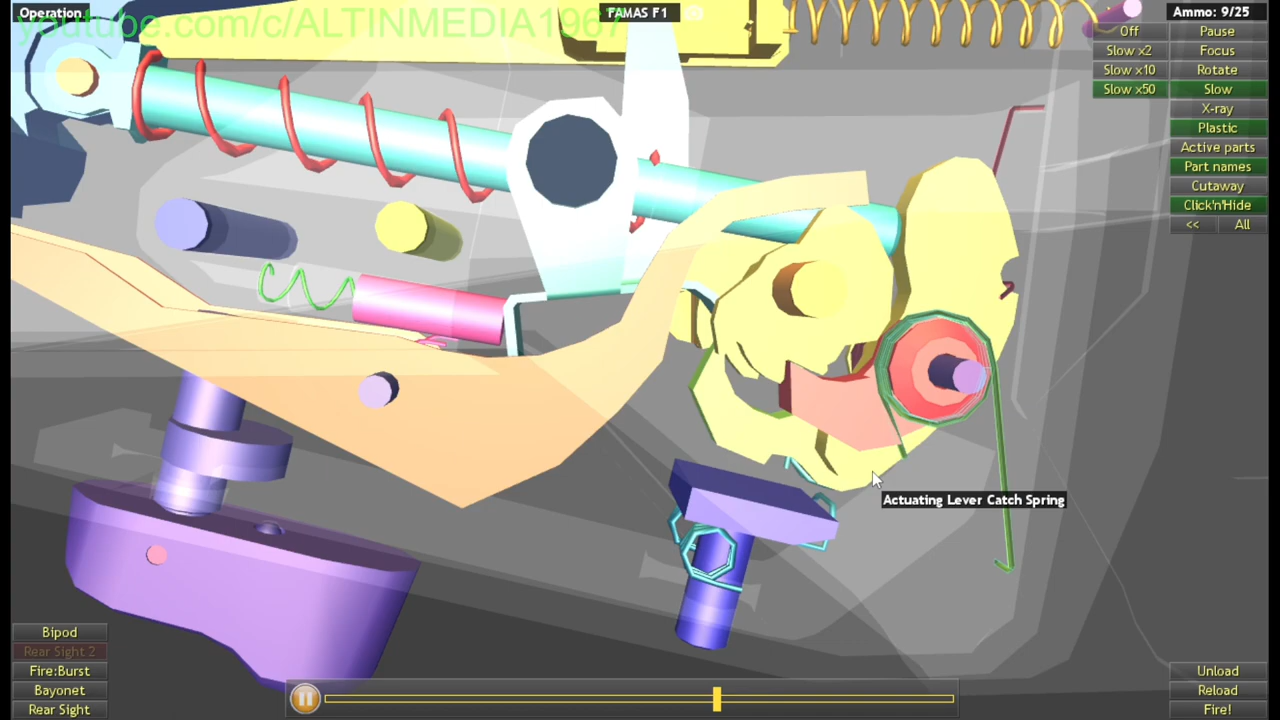 Operation
youtube.com/c/ALTINMEDIA1967
FAMAS F1
Ammo: 9/25
Off
Pause
Slow x2
Focus
Slow x10
Rotate
Slow x50
Slow
X-ray
Plastic
Active parts
Part names
Cutaway
Click'n'Hide
<<
All
Actuating Lever Catch Spring
Bipod
Rear Sight 2
Fire:Burst
Bayonet
Rear Sight
Unload
Reload
Fire!